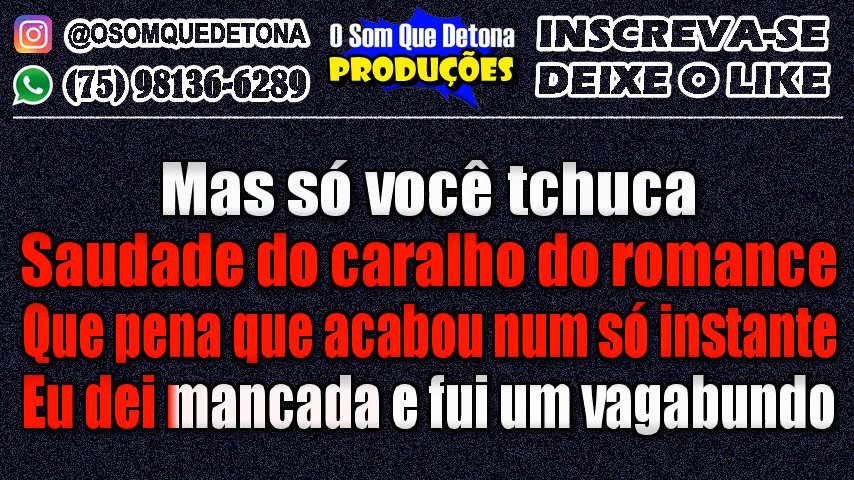 @OSOMQUEDETONA
(75) 98136-6289
O Som Que Detona
PRODUÇÕES
INSCREVA-SE
DEIXE O LIKE
Mas só você tchuca
Saudade do caralho do romance
Que pena que acabou num só instante
Eu dei mancada e fui um vagabundo